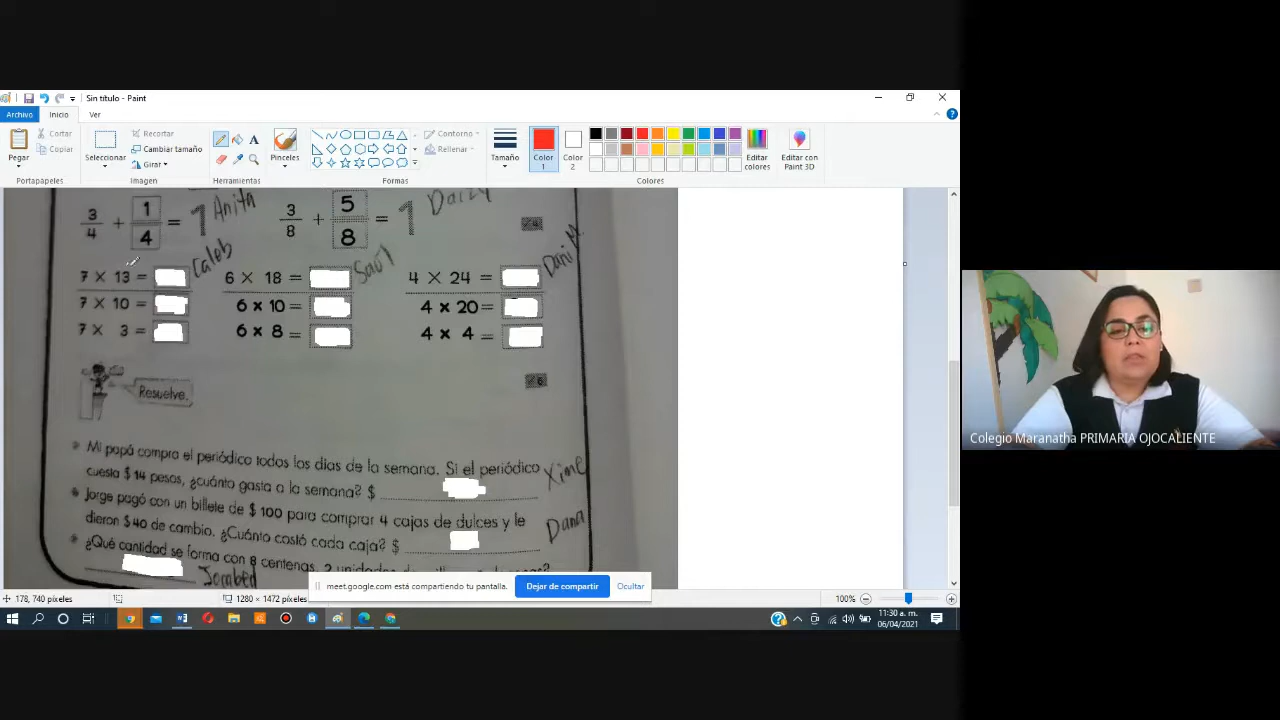 Sin título - Paint
Archivo Inicio Ver
Pegar
Cortar
Copiar
Portapapeles
Seleccionar
Recortar
Cambiar tamaño
Girar
Imagen
A
Herramientas
Pinceles
Contorno
Rellenar
Formas
Tamaño
Color 1
Color 2
Editar colores
Editar con Paint 3D
Colores
3/4 + 1/4 = 1 Anita
3/8 + 5/8 = 1 Daizy
7 × 13 = Caleb
7 × 10 =
7 × 3 =
6 × 18 = Saúl
6 × 10 =
6 × 8 =
4 × 24 = Dani M
4 × 20 =
4 × 4 =
Resuelve.
Mi papá compra el periódico todos los días de la semana. Si el periódico
cuesta $ 14 pesos, ¿cuánto gasta a la semana? $ Xime
Jorge pagó con un billete de $ 100 para comprar 4 cajas de dulces y le
dieron $ 40 de cambio. ¿Cuánto costó cada caja? $ Dana
¿Qué cantidad se forma con 8 centenas, 2 unidades
meet.google.com está compartiendo tu pantalla.
Dejar de compartir
Ocultar
178, 740 píxeles
1280 × 1472 píxeles
100%
11:30 a. m.
06/04/2021
Colegio Maranatha PRIMARIA OJOCALIENTE